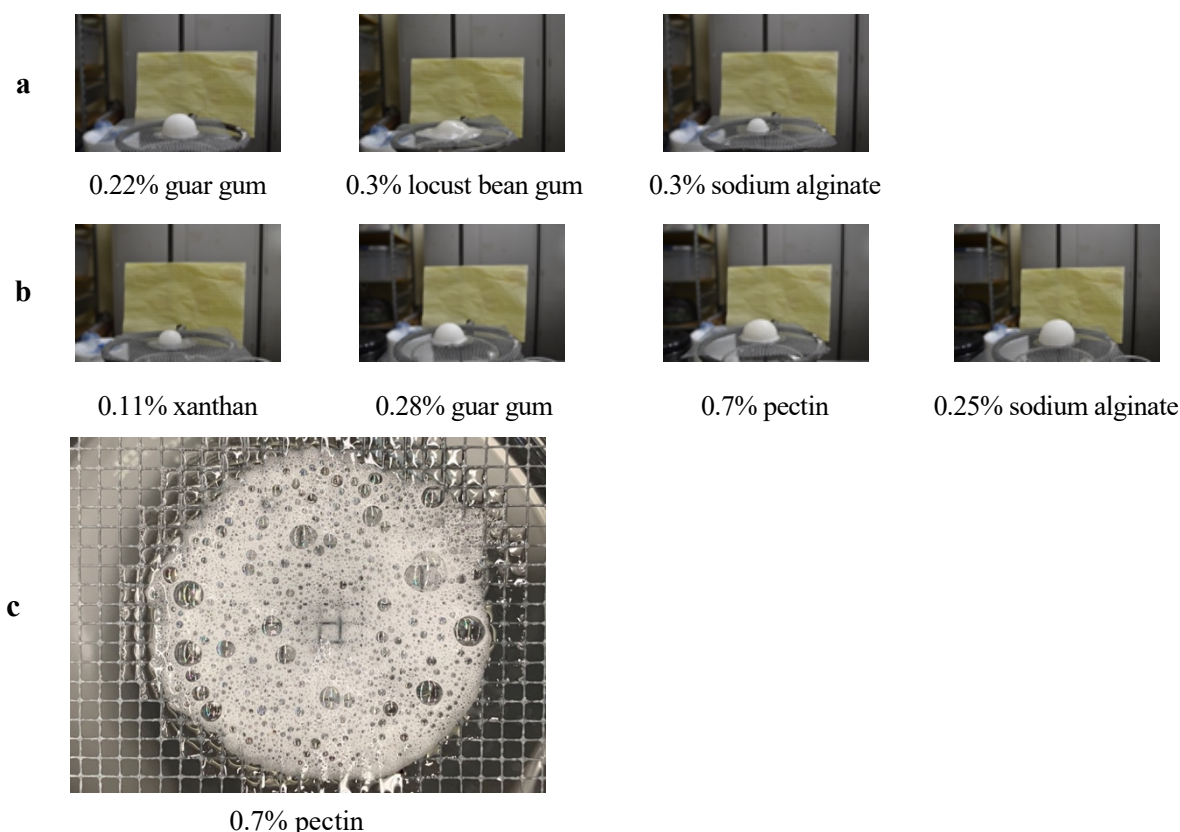 a
0.22% guar gum 0.3% locust bean gum 0.3% sodium alginate
b
0.11% xanthan 0.28% guar gum 0.7% pectin 0.25% sodium alginate
c
0.7% pectin